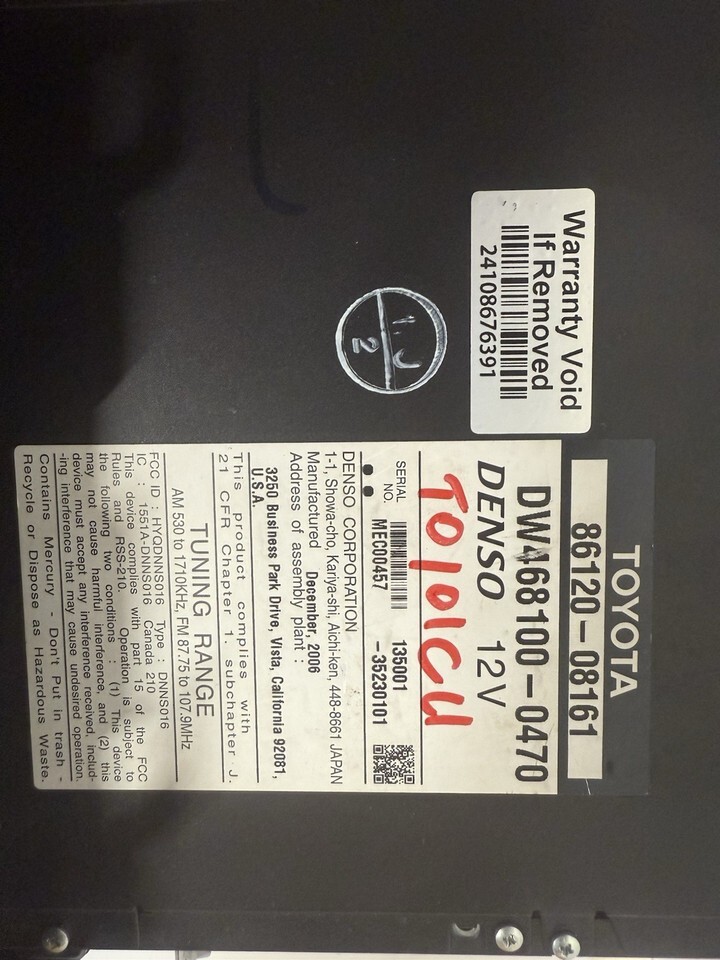 Warranty Void
If Removed
24108676391
TOYOTA
86120-08161
DW468100-0470
DENSO 12V
TO101CU
SERIAL NO. MEC00457 135001-35230101
DENSO CORPORATION
1-1, Showa-cho, Kariya-shi, Aichi-ken, 448-8661 JAPAN
Manufactured December, 2006
Address of assembly plant :
3250 Business Park Drive, Vista, California 92081,
U.S.A.
This product complies with
21 CFR Chapter 1. subchapter J.
TUNING RANGE
AM 530 to 1710KHz, FM 87.75 to 107.9MHz
FCC ID : HYQDNNS016 Type : DNNS016
IC : 1551A-DNNS016 Canada 210
This device complies with part 15 of the FCC
Rules and RSS-210. Operation is subject to
the following two conditions : (1) This device
may not cause harmful interference, and (2) this
device must accept any interference received, includ-
-ing interference that may cause undesired operation.
Contains Mercury - Don't Put in trash -
Recycle or Dispose as Hazardous Waste.